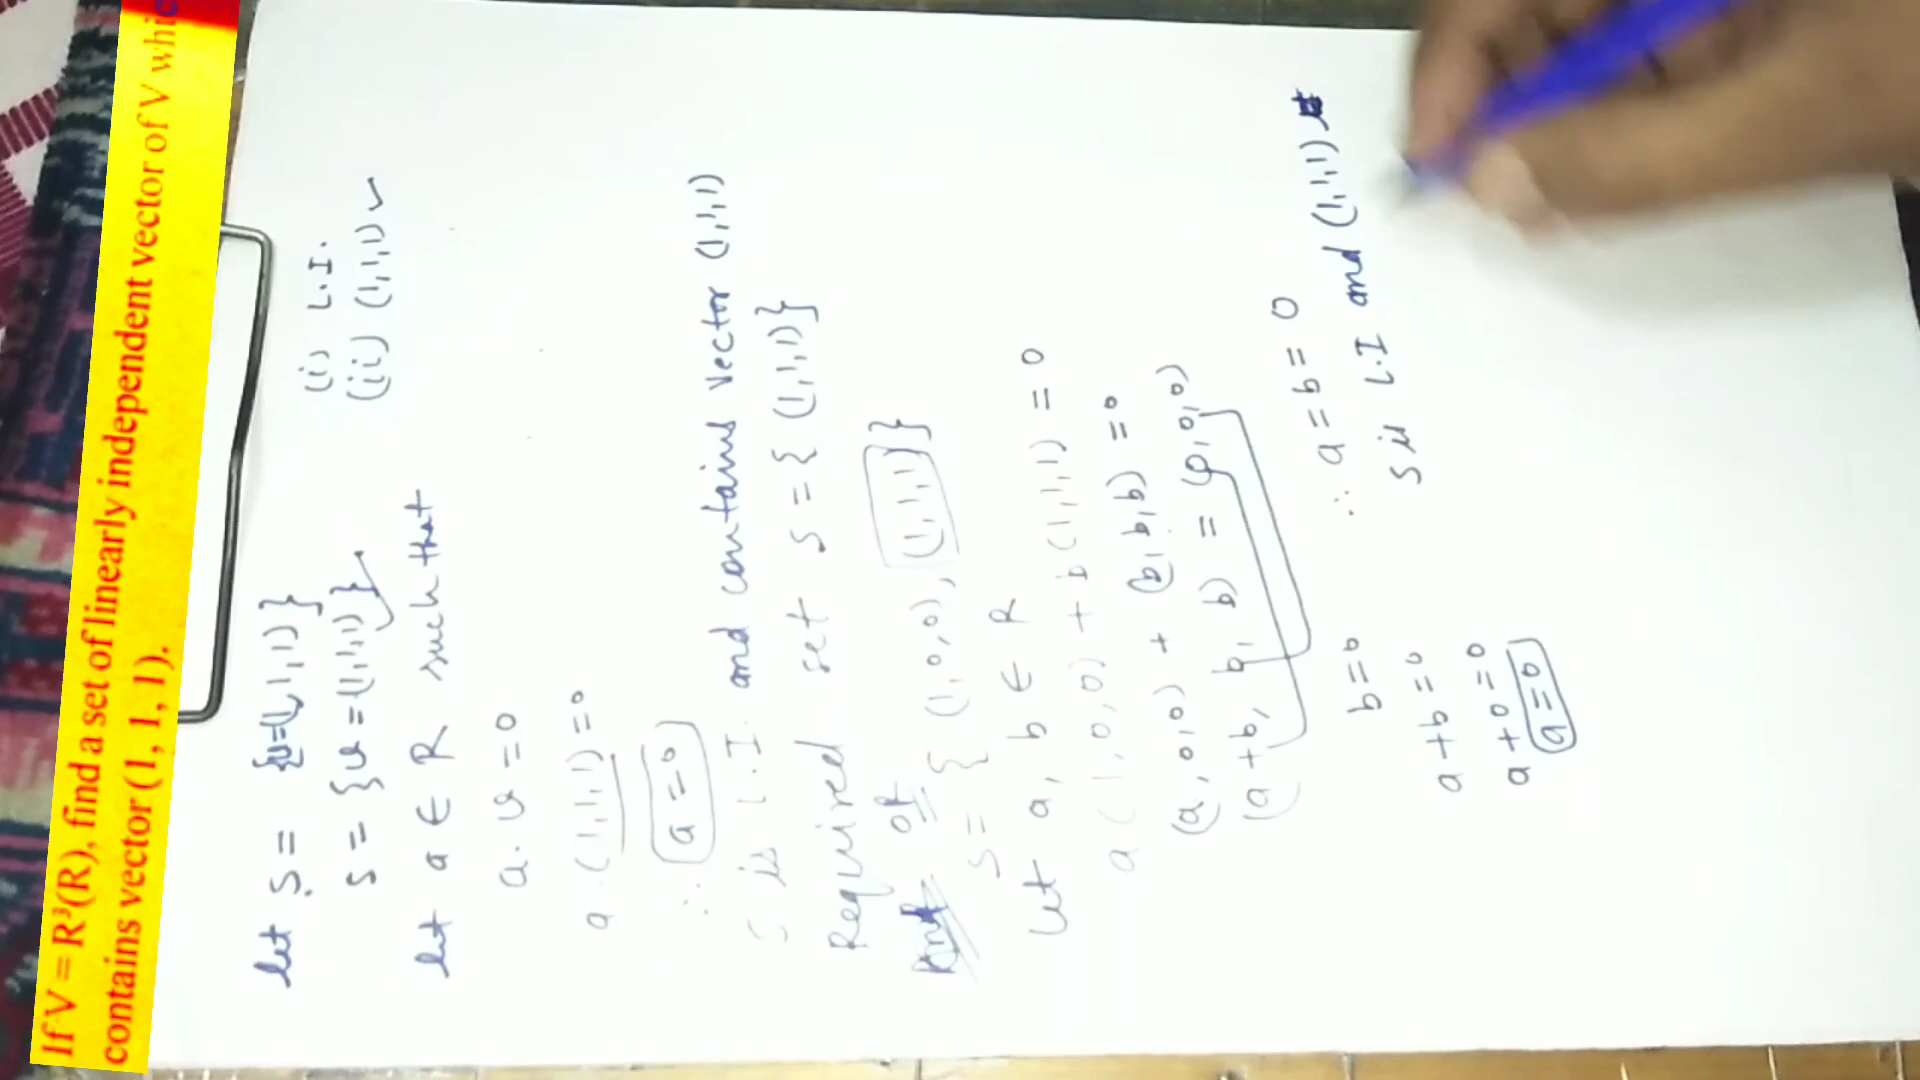 If V = R³(R), find a set of linearly independent vector of V whic
contains vector (1, 1, 1).
let S = {v=(1,1,1)}
(i) L.I.
S = {v = (1,1,1)}
(ii) (1,1,1) ✓
let a ∈ R such that
a . v = 0
a . (1,1,1) = 0
∴ a = 0
S is L.I. and contains vector (1,1,1)
Required set S = { (1,1,1)}
or
S = { (1,0,0), (1,1,1)}
Let a, b ∈ R
a (1,0,0) + b (1,1,1) = 0
(a,0,0) + (b,b,b) = 0
(a+b, b, b) = (0,0,0)
b = 0
∴ a = b = 0
a + b = 0
S is L.I and (1,1,1)
a + 0 = 0
a = 0